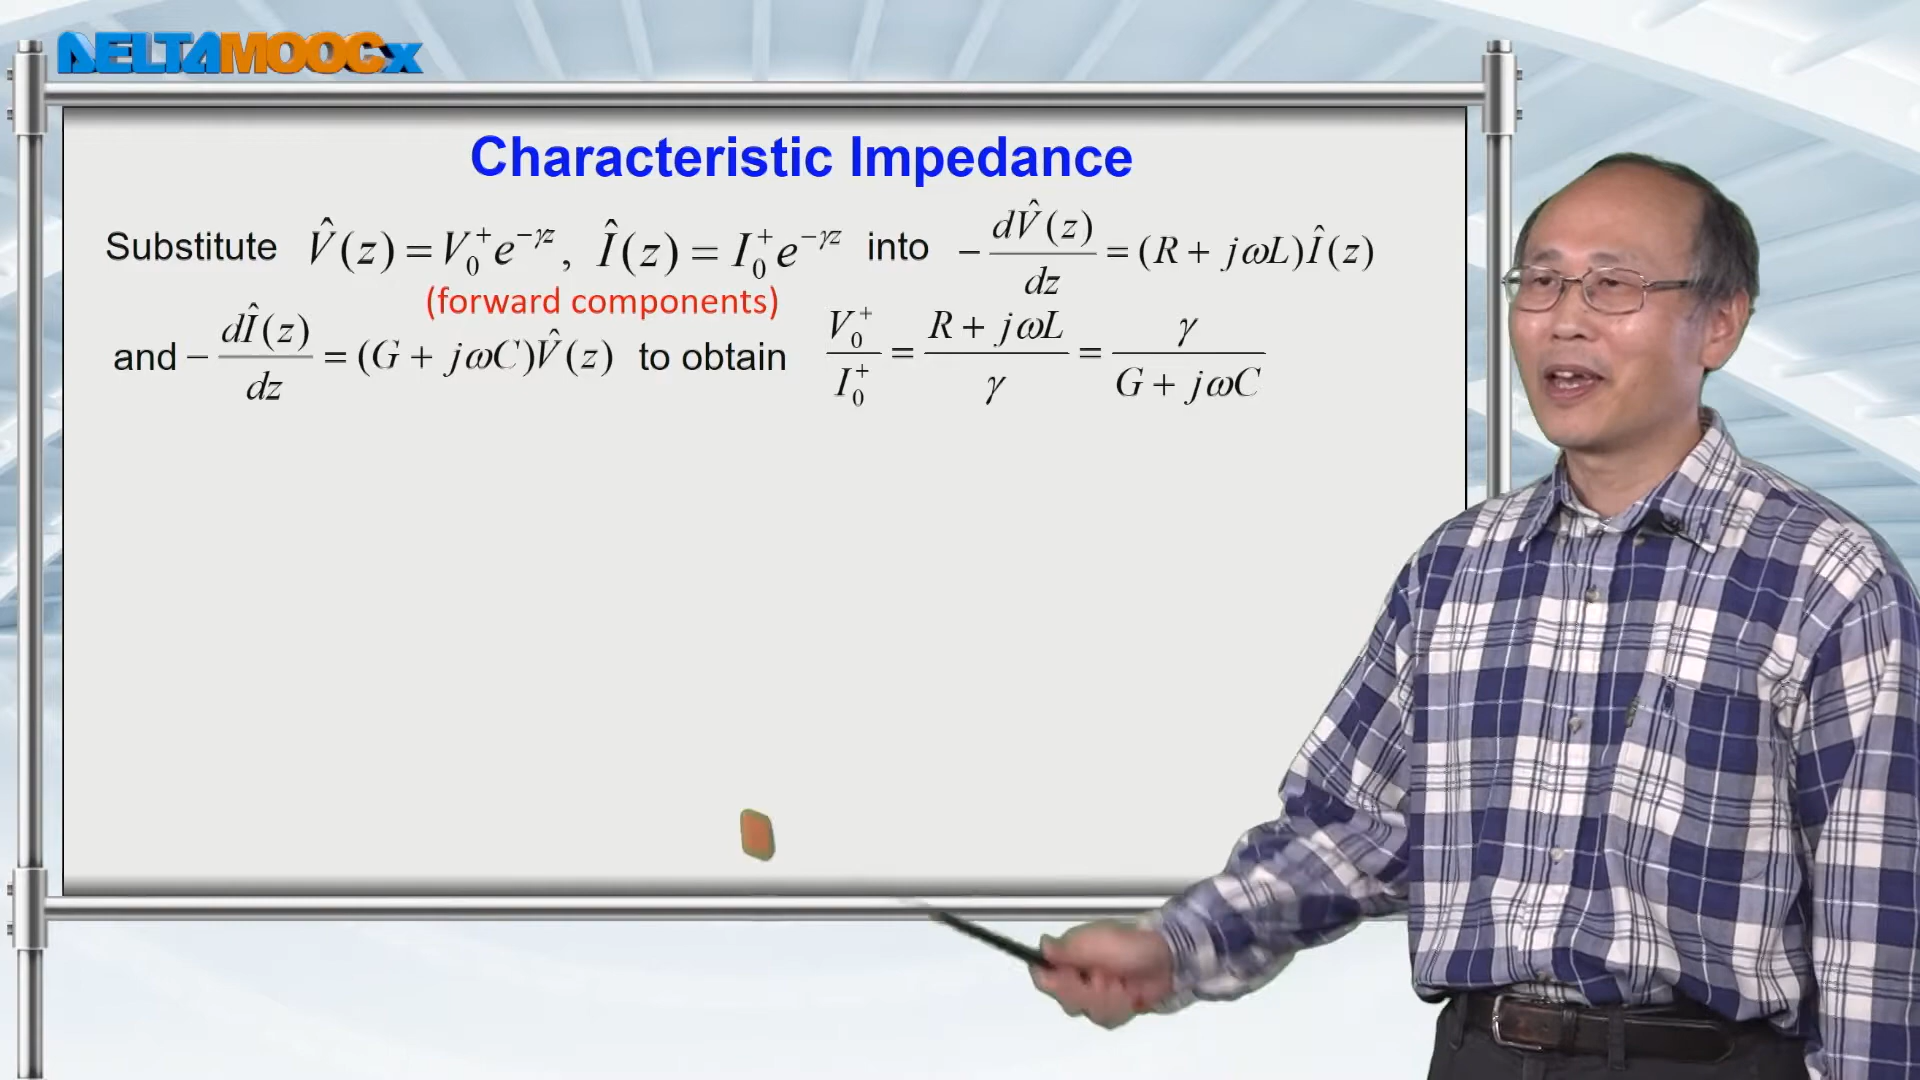 DELTAMOOCx
Characteristic Impedance
Substitute V̂(z) = V₀⁺e^{−γz}, Î(z) = I₀⁺e^{−γz} into −dV̂(z)/dz = (R + jωL)Î(z)
(forward components)
and −dÎ(z)/dz = (G + jωC)V̂(z) to obtain V₀⁺/I₀⁺ = (R + jωL)/γ = γ/(G + jωC)